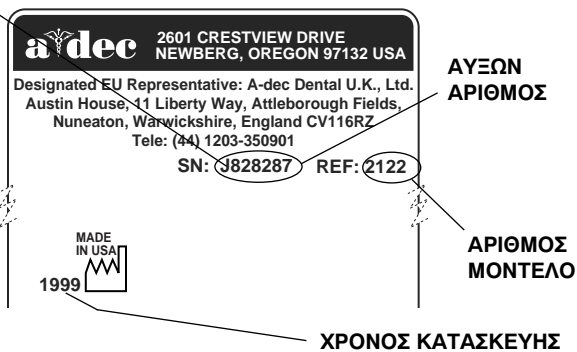 a dec
2601 CRESTVIEW DRIVE
NEWBERG, OREGON 97132 USA
Designated EU Representative: A-dec Dental U.K., Ltd.
Austin House, 11 Liberty Way, Attleborough Fields,
Nuneaton, Warwickshire, England CV116RZ
Tele: (44) 1203-350901
SN: J828287 REF: 2122
ΑΥΞΩΝ
ΑΡΙΘΜΟΣ
MADE
IN USA
1999
ΑΡΙΘΜΟΣ
ΜΟΝΤΕΛΟ
ΧΡΟΝΟΣ ΚΑΤΑΣΚΕΥΗΣ